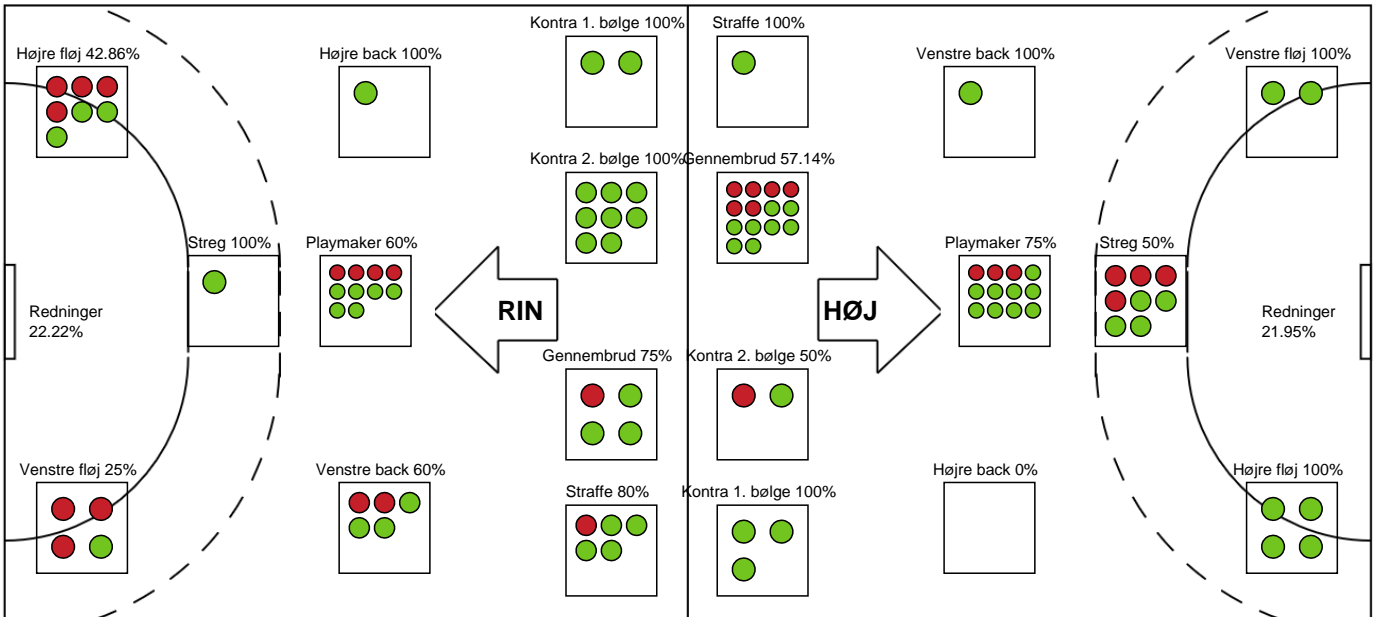 Kontra 1. bølge 100%
Straffe 100%
Højre fløj 42.86%
Højre back 100%
Venstre back 100%
Venstre fløj 100%
Kontra 2. bølge 100%
Gennembrud 57.14%
Streg 100%
Playmaker 60%
Playmaker 75%
Streg 50%
Redninger
22.22%
RIN
HØJ
Redninger
21.95%
Gennembrud 75%
Kontra 2. bølge 50%
Venstre fløj 25%
Venstre back 60%
Højre back 0%
Højre fløj 100%
Straffe 80%
Kontra 1. bølge 100%